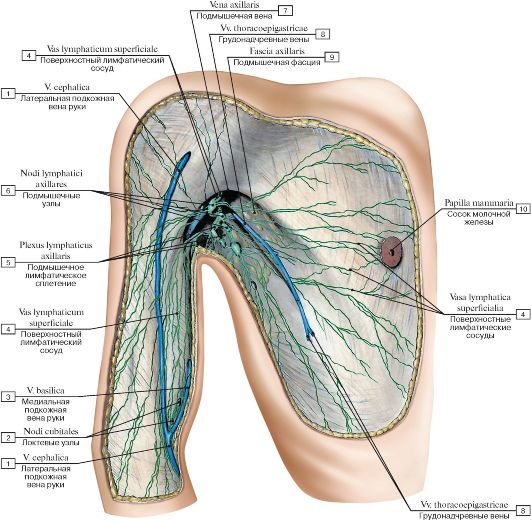 Vena axillaris
7
Подмышечная вена
Vv. thoracoepigastricae
8
Грудонадчревные вены
Fascia axillaris
9
Подмышечная фасция
Vas lymphaticum superficiale
4
Поверхностный лимфатический
сосуд
V. cephalica
1
Латеральная подкожная
вена руки
Nodi lymphatici
axillares
6
Подмышечные
узлы
Plexus lymphaticus
axillaris
5
Подмышечное
лимфатическое
сплетение
Vas lymphaticum
superficiale
4
Поверхностный
лимфатический
сосуд
V. basilica
3
Медиальная
подкожная
вена руки
Nodi cubitales
2
Локтевые узлы
V. cephalica
1
Латеральная
подкожная
вена руки
Papilla mammaria
10
Сосок молочной
железы
Vasa lymphatica
superficialia
4
Поверхностные
лимфатические
сосуды
Vv. thoracoepigastricae
8
Грудонадчревные вены